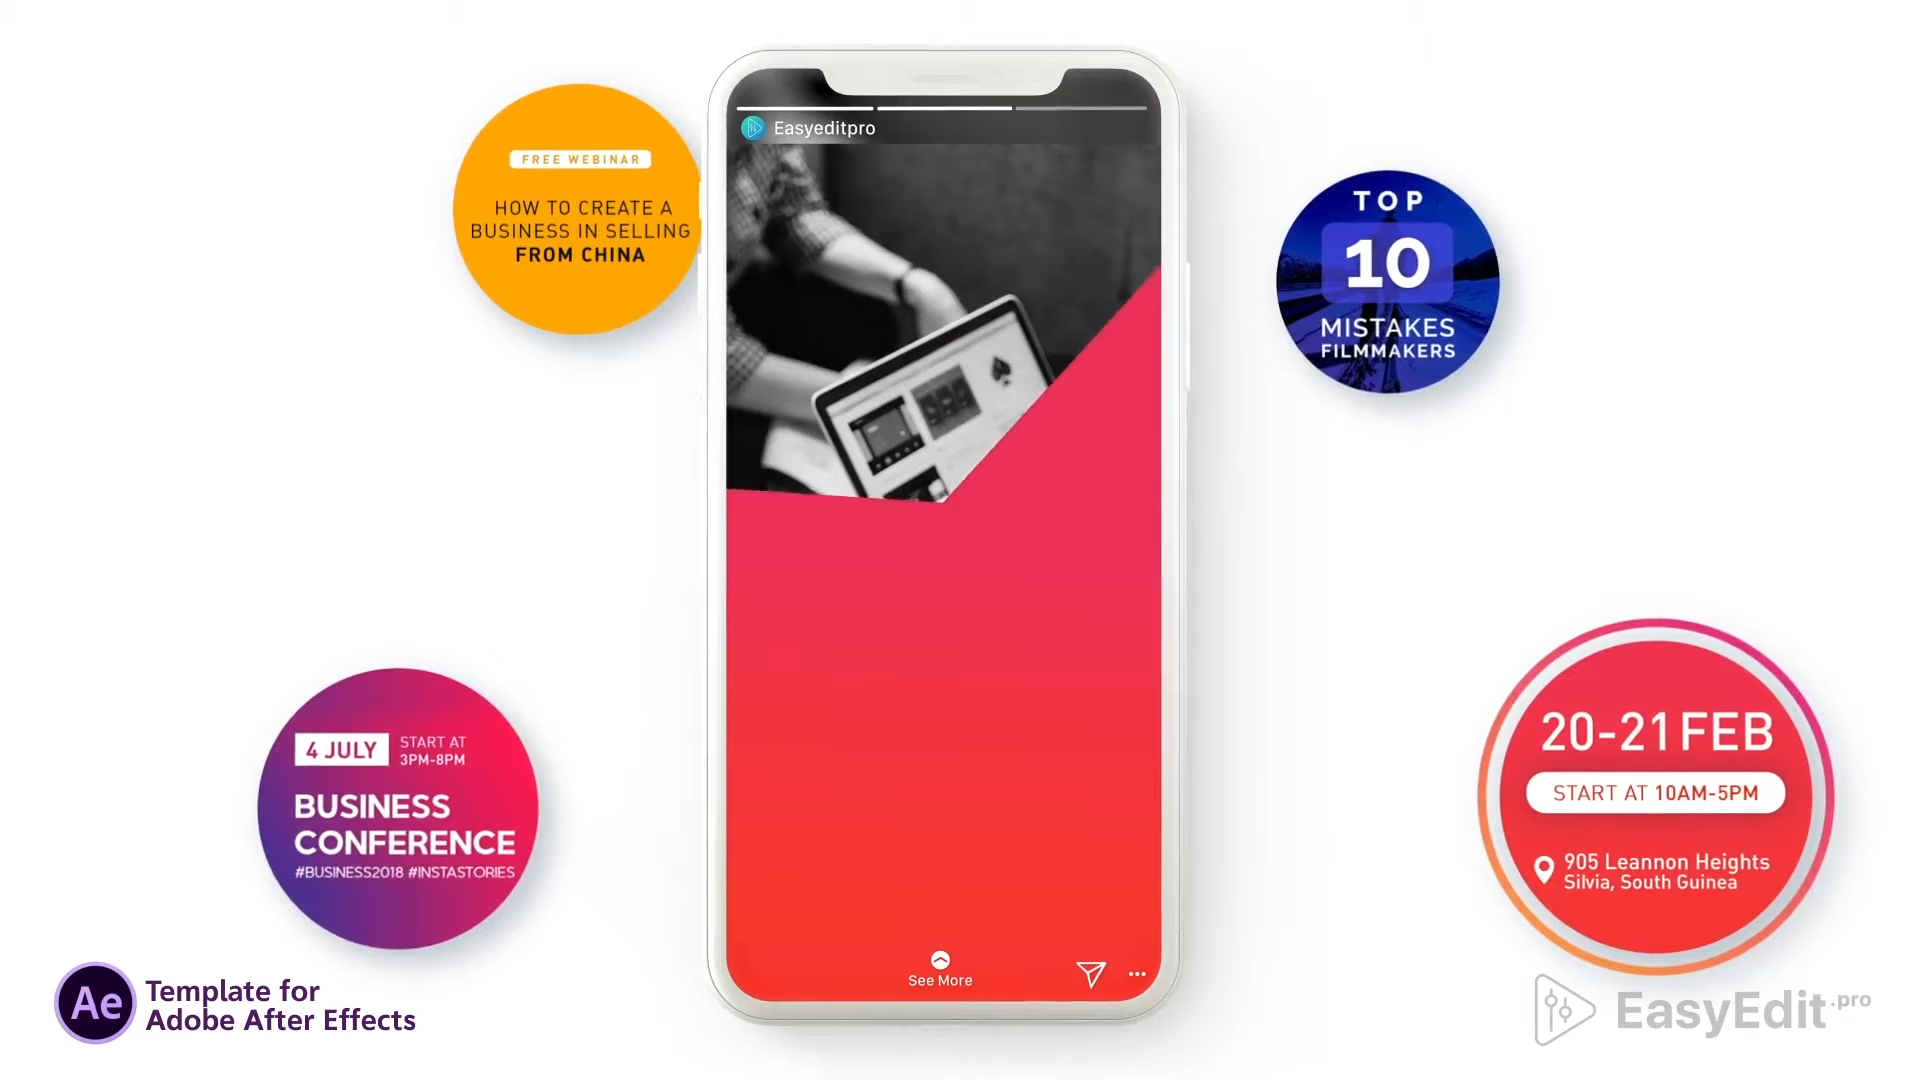 Easyeditpro
FREE WEBINAR
HOW TO CREATE A
BUSINESS IN SELLING
FROM CHINA
TOP
10
MISTAKES
FILMMAKERS
4 JULY
START AT
3PM-8PM
BUSINESS
CONFERENCE
#BUSINESS2018 #INSTASTORIES
20-21 FEB
START AT 10AM-5PM
905 Leannon Heights
Silvia, South Guinea
See More
Ae
Template for
Adobe After Effects
EasyEdit.pro